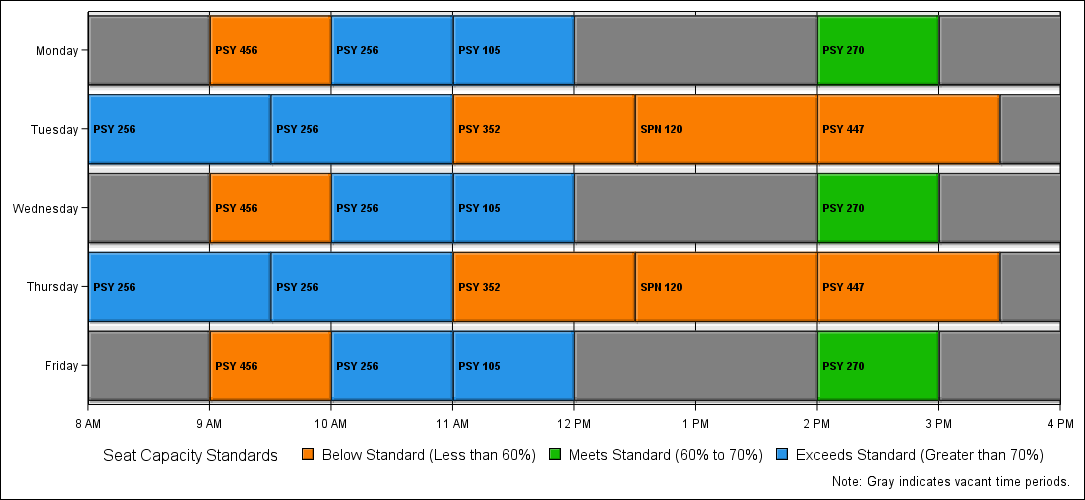 Monday PSY 456 PSY 256 PSY 105 PSY 270
Tuesday PSY 256 PSY 256 PSY 352 SPN 120 PSY 447
Wednesday PSY 456 PSY 256 PSY 105 PSY 270
Thursday PSY 256 PSY 256 PSY 352 SPN 120 PSY 447
Friday PSY 456 PSY 256 PSY 105 PSY 270
8 AM 9 AM 10 AM 11 AM 12 PM 1 PM 2 PM 3 PM 4 PM
Seat Capacity Standards Below Standard (Less than 60%) Meets Standard (60% to 70%) Exceeds Standard (Greater than 70%)
Note: Gray indicates vacant time periods.